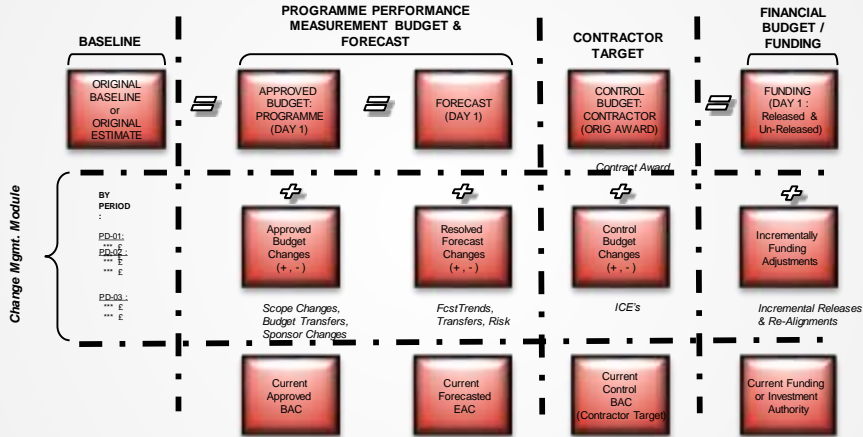 BASELINE
PROGRAMME PERFORMANCE
MEASUREMENT BUDGET &
FORECAST
CONTRACTOR
TARGET
FINANCIAL
BUDGET /
FUNDING
ORIGINAL
BASELINE
or
ORIGINAL
ESTIMATE
=
APPROVED
BUDGET:
PROGRAMME
(DAY 1)
=
FORECAST
(DAY 1)
CONTROL
BUDGET:
CONTRACTOR
(ORIG AWARD)
=
FUNDING
(DAY 1 :
Released &
Un-Released)
Contract Award
Change Mgmt. Module
BY
PERIOD
:
PD-01:
*** £
PD-02 :
*** £
*** £
PD-03 :
*** £
*** £
+
+
+
+
Approved
Budget
Changes
(+ , - )
Resolved
Forecast
Changes
(+ , - )
Control
Budget
Changes
(+ , - )
Incrementally
Funding
Adjustments
Scope Changes,
Budget Transfers,
Sponsor Changes
FcstTrends,
Transfers, Risk
ICE's
Incremental Releases
& Re-Alignments
Current
Approved
BAC
Current
Forecasted
EAC
Current
Control
BAC
(Contractor Target)
Current Funding
or Investment
Authority